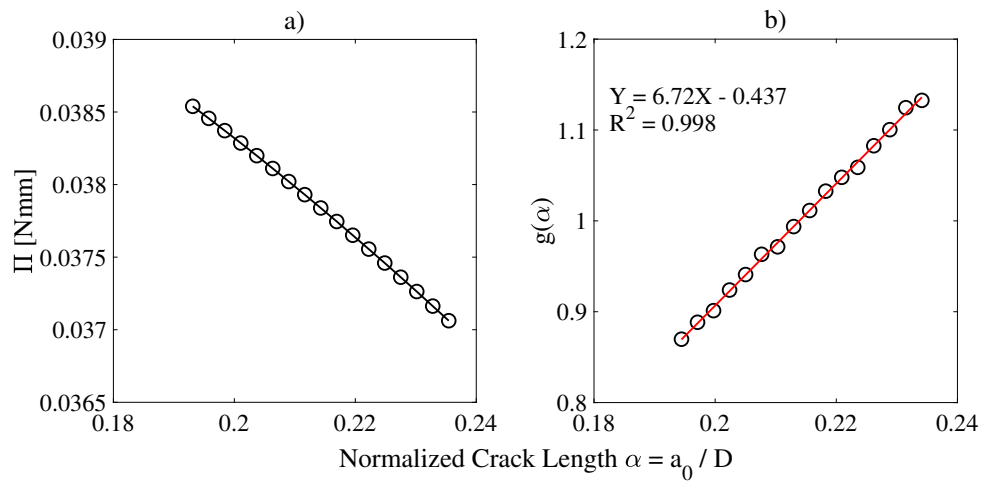 a)
0.039
0.0385
0.038
0.0375
0.037
0.0365
Π [Nmm]
0.18
0.2
0.22
0.24
b)
1.2
1.1
1
0.9
0.8
g(α)
Y = 6.72X - 0.437
R² = 0.998
0.18
0.2
0.22
0.24
Normalized Crack Length α = a₀ / D